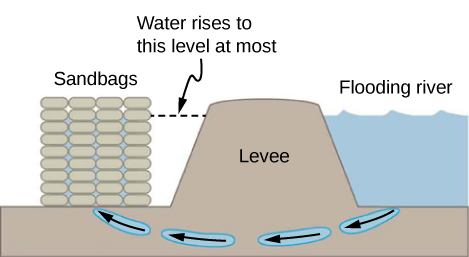 Water rises to
this level at most
Sandbags
Flooding river
Levee